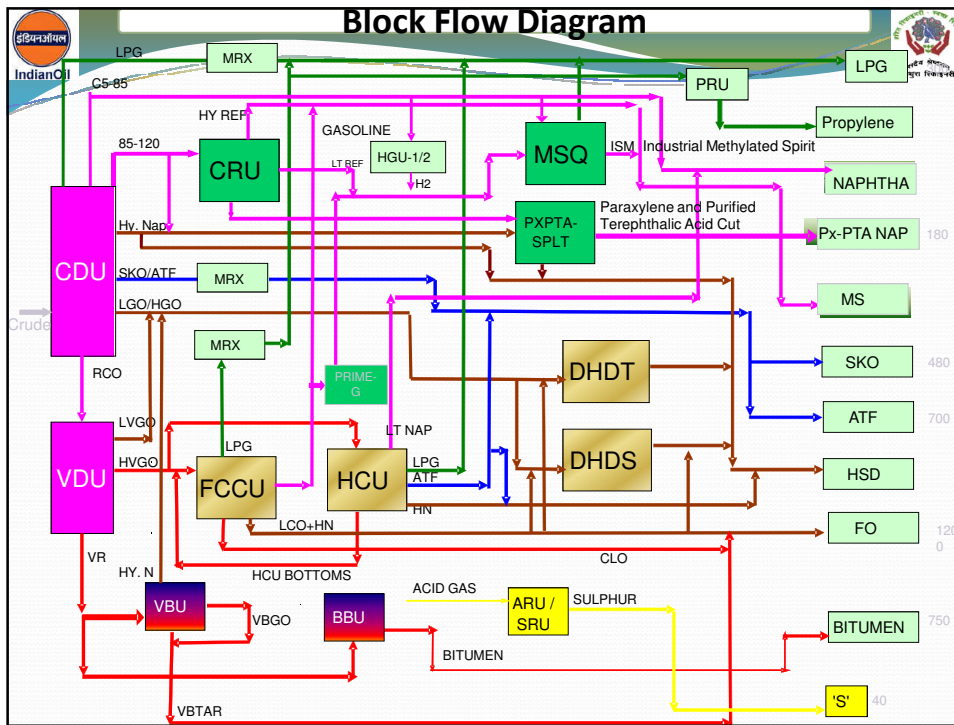 Block Flow Diagram
इंडियनऑयल
IndianOil
LPG
MRX
LPG
C5-85
PRU
HY REF
GASOLINE
Propylene
85-120
CRU
LT REF
HGU-1/2
MSQ
ISM Industrial Methylated Spirit
H2
NAPHTHA
Hy. Nap
PXPTA-
SPLT
Paraxylene and Purified
Terephthalic Acid Cut
Px-PTA NAP
180
CDU
SKO/ATF
MRX
LGO/HGO
MS
Crude
MRX
DHDT
SKO
480
RCO
PRIME-
G
ATF
700
LVGO
LT NAP
VDU
HVGO
LPG
FCCU
HCU
LPG
ATF
DHDS
HSD
HN
LCO+HN
FO
120
0
VR
HY. N
HCU BOTTOMS
CLO
VBU
VBGO
BBU
ACID GAS
ARU /
SRU
SULPHUR
BITUMEN
750
BITUMEN
VBTAR
'S'
40